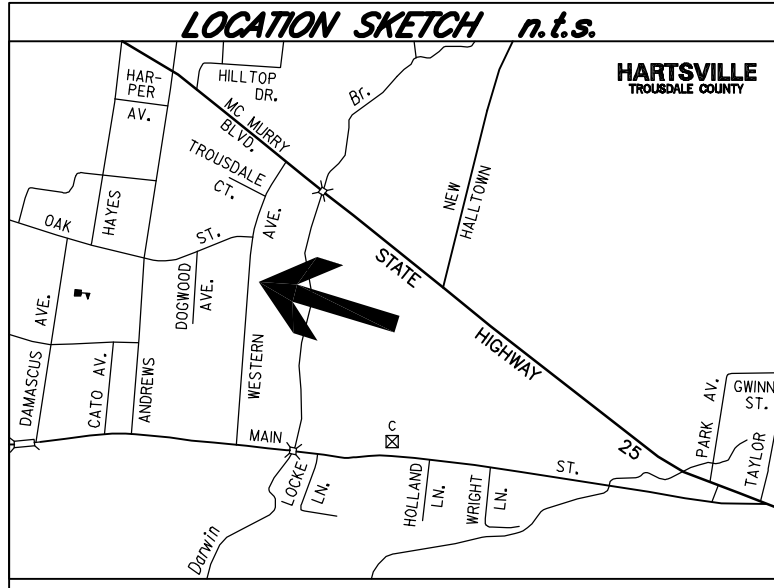 LOCATION SKETCH n.t.s.
HARTSVILLE
TROUSDALE COUNTY
HAR-
PER
AV.
HILLTOP
DR.
Br.
MC MURRY
BLVD.
TROUSDALE
CT.
NEW
HALLTOWN
HAYES
OAK
ST.
AVE.
STATE
HIGHWAY
25
DOGWOOD
AVE.
AVE.
DAMASCUS
CATO AV.
ANDREWS
WESTERN
MAIN
C
PARK AV.
GWINN
ST.
TAYLOR
ST.
LOCKE
LN.
HOLLAND
LN.
WRIGHT
LN.
Darwin